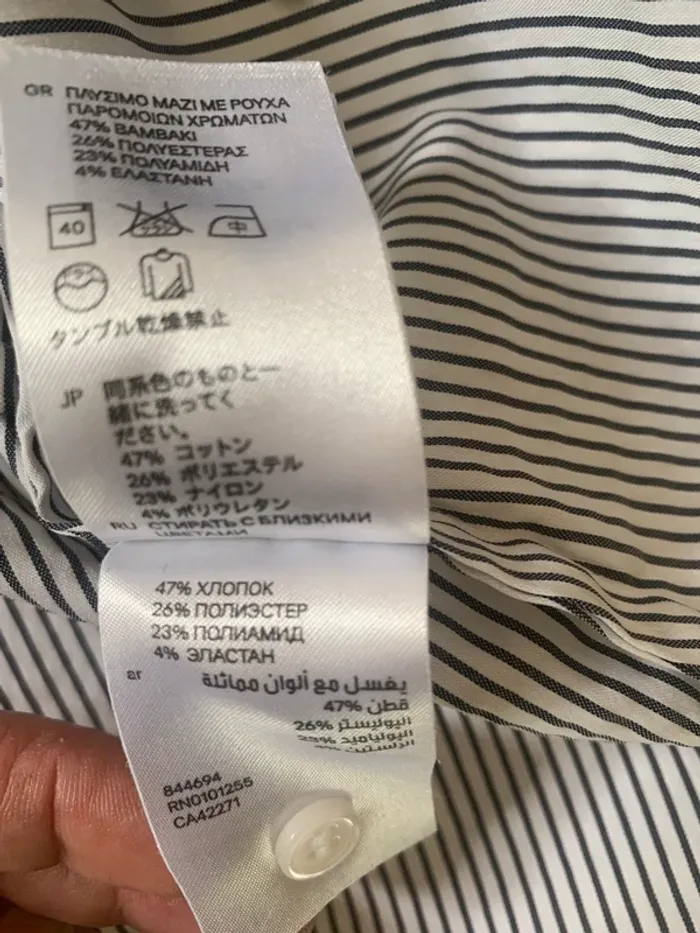 GR ΠΛΥΣΙΜΟ ΜΑΖΙ ΜΕ ΡΟΥΧΑ
ΠΑΡΟΜΟΙΩΝ ΧΡΩΜΑΤΩΝ
47% ΒΑΜΒΑΚΙ
26% ΠΟΛΥΕΣΤΕΡΑΣ
23% ΠΟΛΥΑΜΙΔΗ
4% ΕΛΑΣΤΑΝΗ
40
中
タンブル乾燥禁止
JP 同系色のものと一
緒に洗ってく
ださい。
47% コットン
26% ポリエステル
23% ナイロン
4% ポリウレタン
RU СТИРАТЬ С БЛИЗКИМИ
ЦВЕТАМИ
47% ХЛОПОК
26% ПОЛИЭСТЕР
23% ПОЛИАМИД
4% ЭЛАСТАН
ar يغسل مع ألوان مماثلة
47% قطن
26% البوليستر
23% البولياميد
844694
RN0101255
CA42271